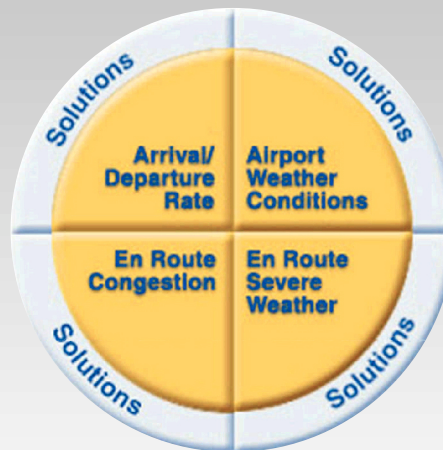 Solutions
Solutions
Arrival/
Departure
Rate
Airport
Weather
Conditions
En Route
Congestion
En Route
Severe
Weather
Solutions
Solutions